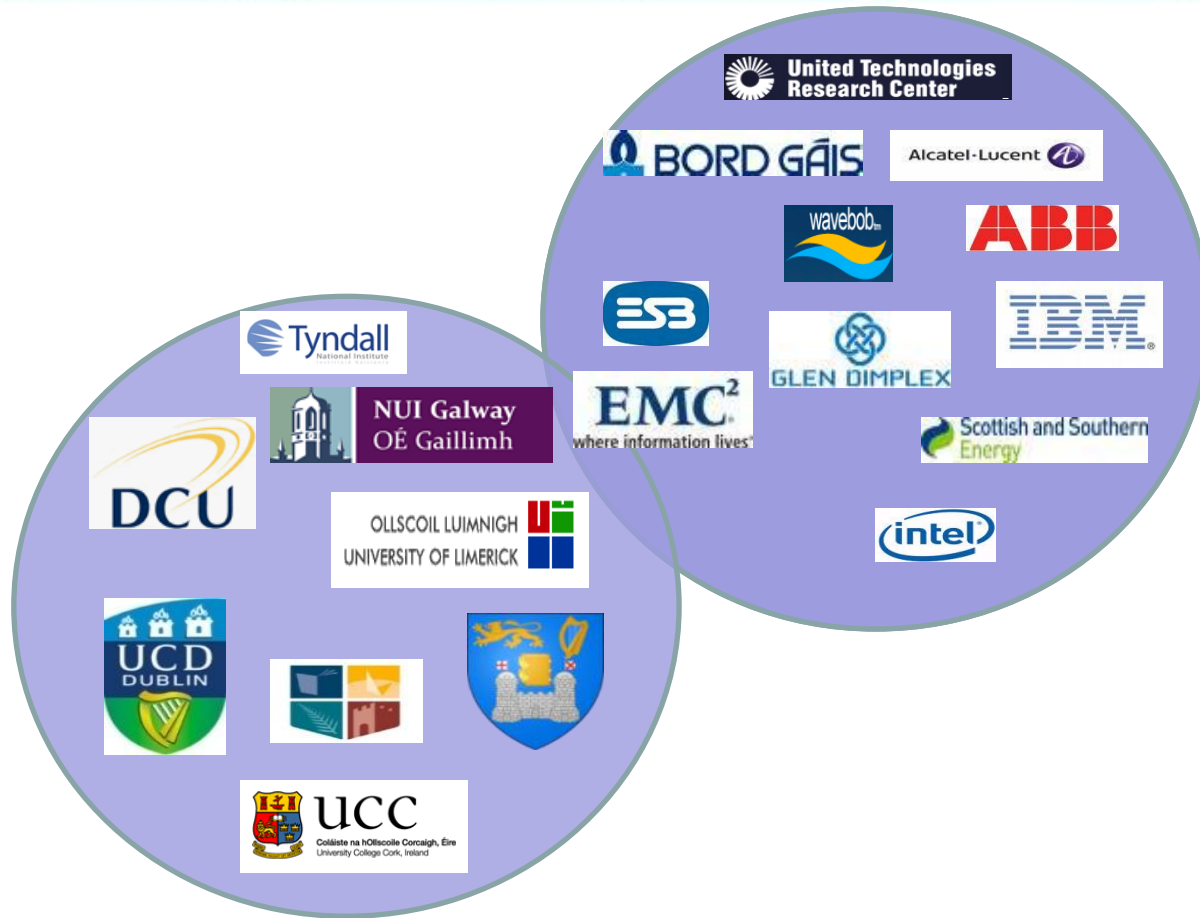 United Technologies
Research Center
BORD GÁIS
Alcatel·Lucent
wavebob™
ABB
ESB
IBM®
GLEN DIMPLEX
EMC²
where information lives®
Scottish and Southern
Energy
intel
Tyndall
National Institute
NUI Galway
OÉ Gaillimh
DCU
OLLSCOIL LUIMNIGH
UNIVERSITY OF LIMERICK
UCD
DUBLIN
UCC
Coláiste na hOllscoile Corcaigh, Éire
University College Cork, Ireland